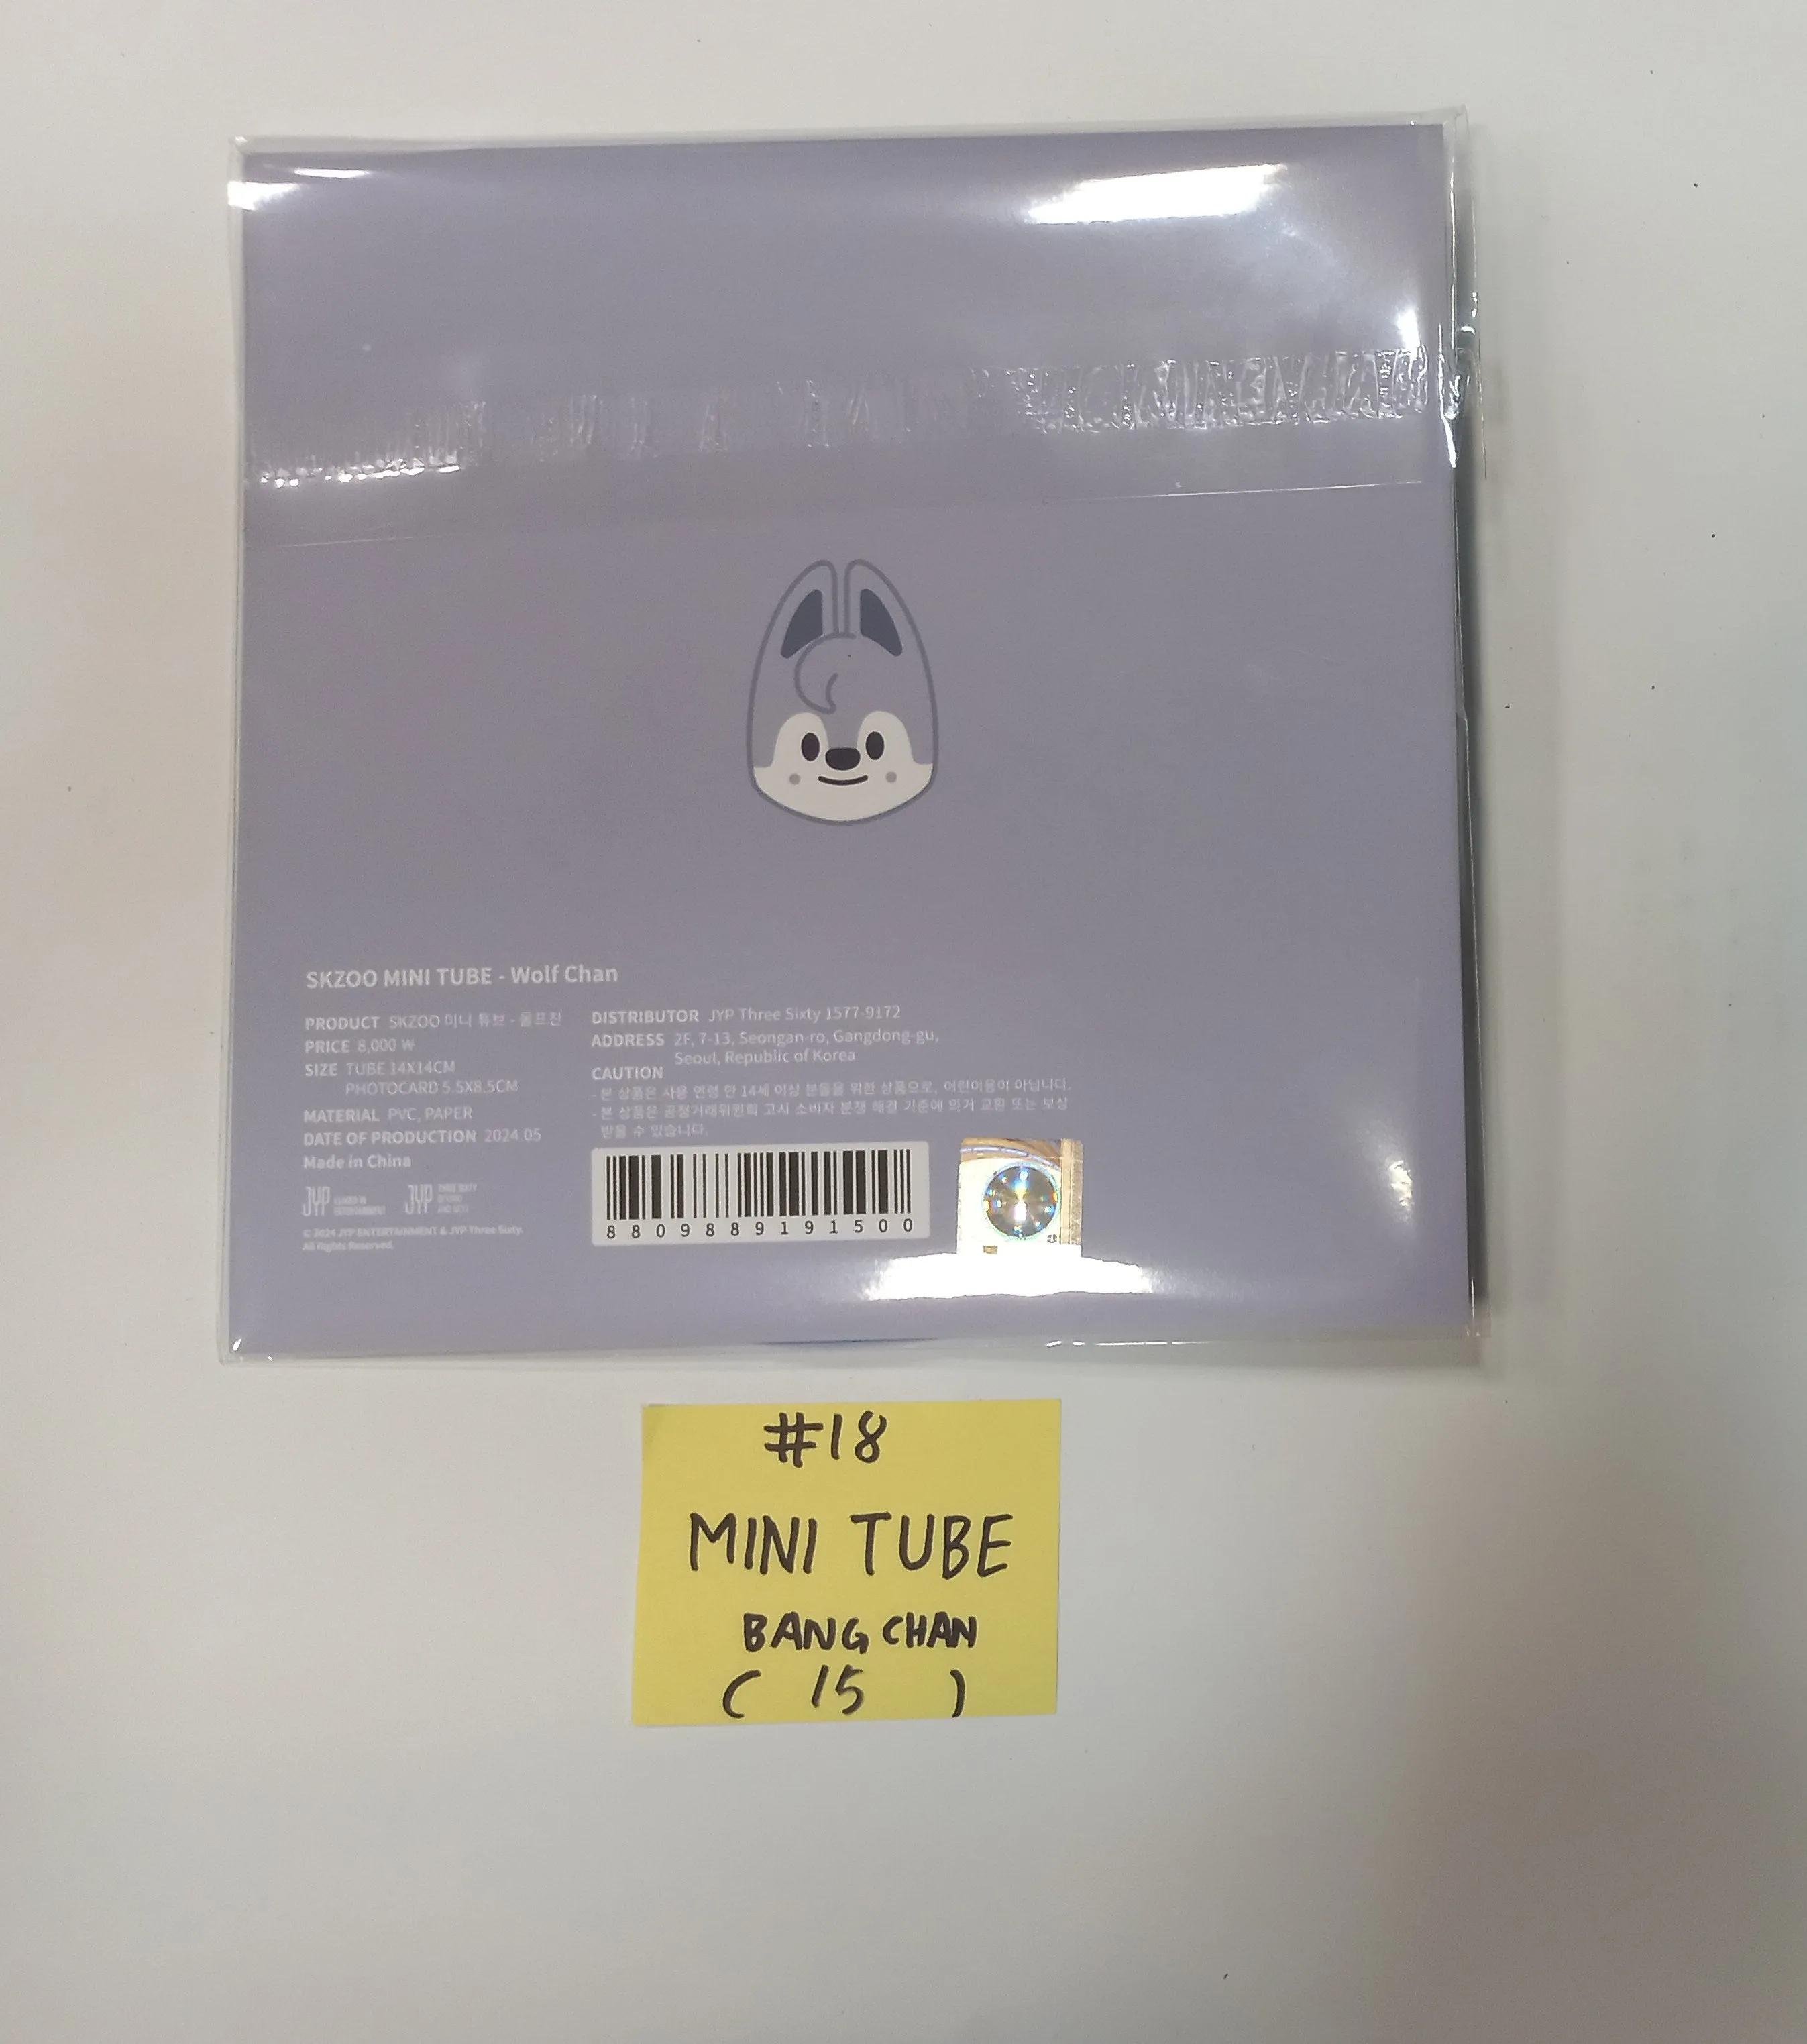 SKZOO MINI TUBE - Wolf Chan
PRODUCT SKZOO 미니 튜브 - 울프찬
PRICE 8,000 ₩
SIZE TUBE 14X14CM
PHOTOCARD 5.5X8.5CM
MATERIAL PVC, PAPER
DATE OF PRODUCTION 2024.05
Made in China
JYP LEADER IN ENTERTAINMENT JYP THREE SIXTY
© 2024 JYP ENTERTAINMENT & JYP Three Sixty.
All Rights Reserved.
DISTRIBUTOR JYP Three Sixty 1577-9172
ADDRESS 2F, 7-13, Seongan-ro, Gangdong-gu,
Seoul, Republic of Korea
CAUTION
- 본 상품은 사용 연령 만 14세 이상 분들을 위한 상품으로, 어린이용이 아닙니다.
- 본 상품은 공정거래위원회 고시 소비자 분쟁 해결 기준에 의거 교환 또는 보상
받을 수 있습니다.
8809889191500
#18
MINI TUBE
BANG CHAN
( 15 )